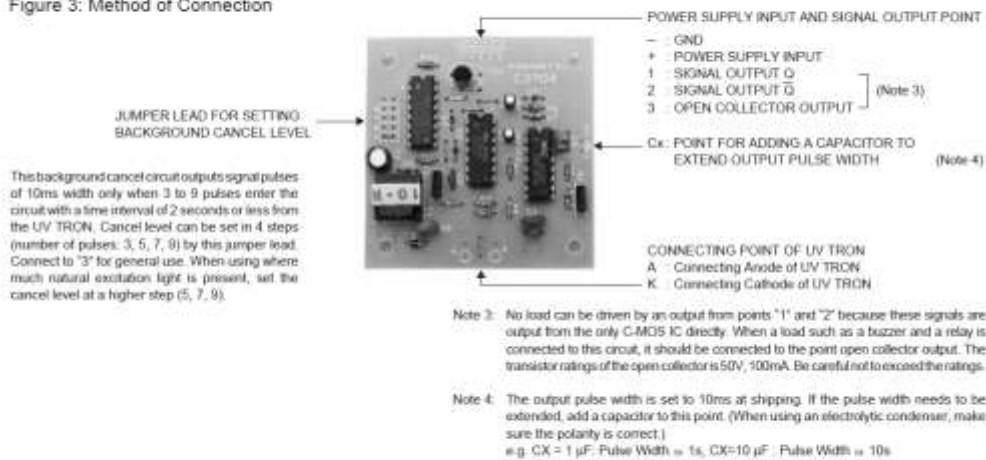 Figure 3: Method of Connection
POWER SUPPLY INPUT AND SIGNAL OUTPUT POINT
− : GND
+ : POWER SUPPLY INPUT
1 : SIGNAL OUTPUT Q
2 : SIGNAL OUTPUT Q̅
3 : OPEN COLLECTOR OUTPUT
(Note 3)
JUMPER LEAD FOR SETTING
BACKGROUND CANCEL LEVEL
Cx : POINT FOR ADDING A CAPACITOR TO
EXTEND OUTPUT PULSE WIDTH (Note 4)
This background cancel circuit outputs signal pulses
of 10ms width only when 3 to 9 pulses enter the
circuit with a time interval of 2 seconds or less from
the UV TRON. Cancel level can be set in 4 steps
(number of pulses: 3, 5, 7, 9) by this jumper lead.
Connect to "3" for general use. When using where
much natural excitation light is present, set the
cancel level at a higher step (5, 7, 9).
CONNECTING POINT OF UV TRON
A : Connecting Anode of UV TRON
K : Connecting Cathode of UV TRON
Note 3: No load can be driven by an output from points "1" and "2" because these signals are
output from the only C-MOS IC directly. When a load such as a buzzer and a relay is
connected to this circuit, it should be connected to the point open collector output. The
transistor ratings of the open collector is 50V, 100mA. Be careful not to exceed the ratings.
Note 4: The output pulse width is set to 10ms at shipping. If the pulse width needs to be
extended, add a capacitor to this point. (When using an electrolytic condenser, make
sure the polarity is correct.)
e.g. CX = 1 µF: Pulse Width ≈ 1s, CX=10 µF : Pulse Width ≈ 10s